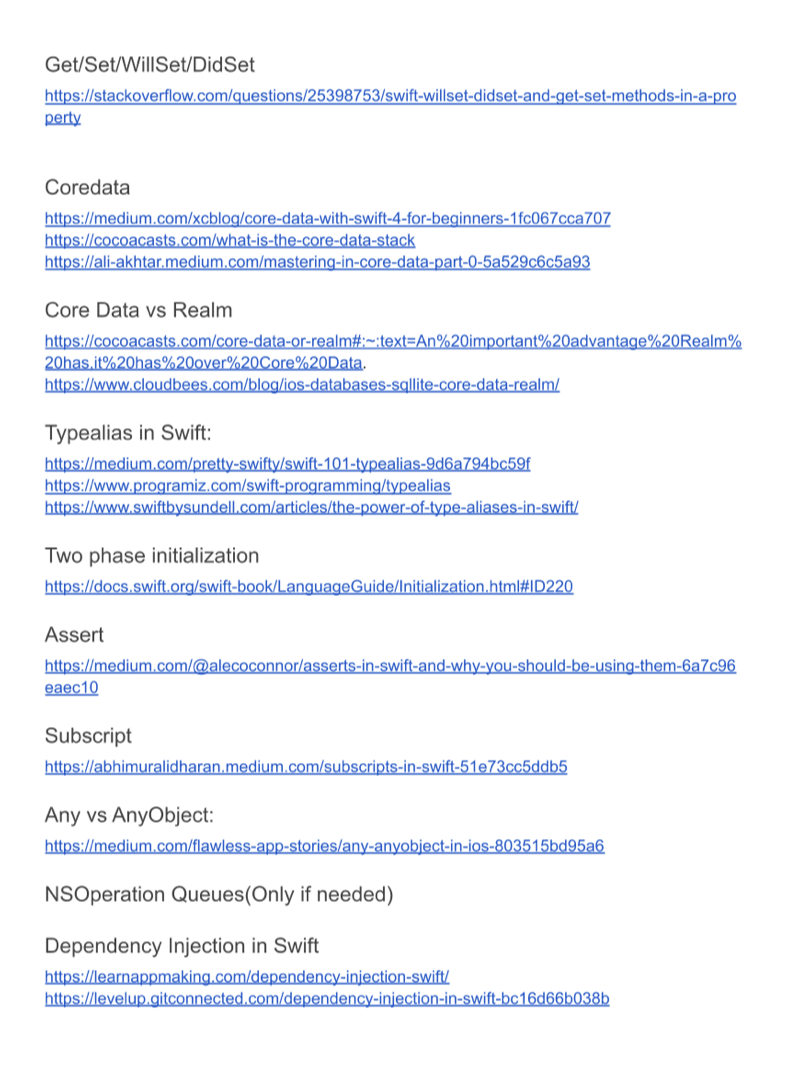 Get/Set/WillSet/DidSet
https://stackoverflow.com/questions/25398753/swift-willset-didset-and-get-set-methods-in-a-pro
perty
Coredata
https://medium.com/xcblog/core-data-with-swift-4-for-beginners-1fc067cca707
https://cocoacasts.com/what-is-the-core-data-stack
https://ali-akhtar.medium.com/mastering-in-core-data-part-0-5a529c6c5a93
Core Data vs Realm
https://cocoacasts.com/core-data-or-realm#:~:text=An%20important%20advantage%20Realm%
20has,it%20has%20over%20Core%20Data.
https://www.cloudbees.com/blog/ios-databases-sqllite-core-data-realm/
Typealias in Swift:
https://medium.com/pretty-swifty/swift-101-typealias-9d6a794bc59f
https://www.programiz.com/swift-programming/typealias
https://www.swiftbysundell.com/articles/the-power-of-type-aliases-in-swift/
Two phase initialization
https://docs.swift.org/swift-book/LanguageGuide/Initialization.html#ID220
Assert
https://medium.com/@alecoconnor/asserts-in-swift-and-why-you-should-be-using-them-6a7c96
eaec10
Subscript
https://abhimuralidharan.medium.com/subscripts-in-swift-51e73cc5ddb5
Any vs AnyObject:
https://medium.com/flawless-app-stories/any-anyobject-in-ios-803515bd95a6
NSOperation Queues(Only if needed)
Dependency Injection in Swift
https://learnappmaking.com/dependency-injection-swift/
https://levelup.gitconnected.com/dependency-injection-in-swift-bc16d66b038b